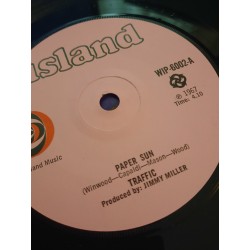 island
WIP-6002-A
℗ 1967
Time: 4.20
and Music
PAPER SUN
(Winwood—Capaldi—Mason—Wood)
TRAFFIC
Produced by: JIMMY MILLER